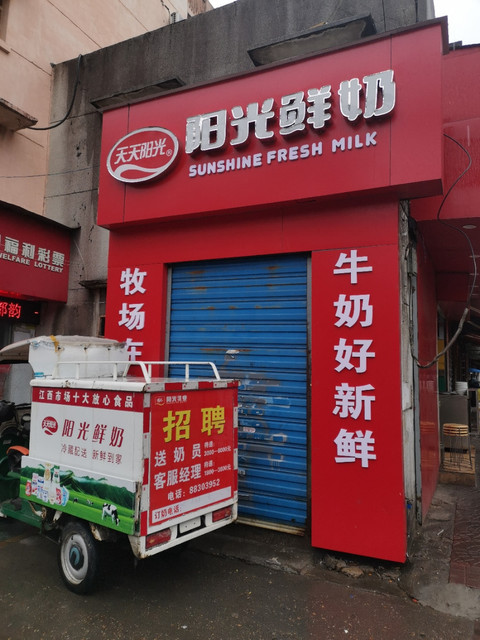 天天阳光®
阳光鲜奶
SUNSHINE FRESH MILK
福利彩票
WELFARE LOTTERY
牧场在
牛奶好新鲜
江西市场十大放心食品
阳光鲜奶
冷藏配送 新鲜到家
招聘
送奶员
客服经理
电话：88303952
订奶电话